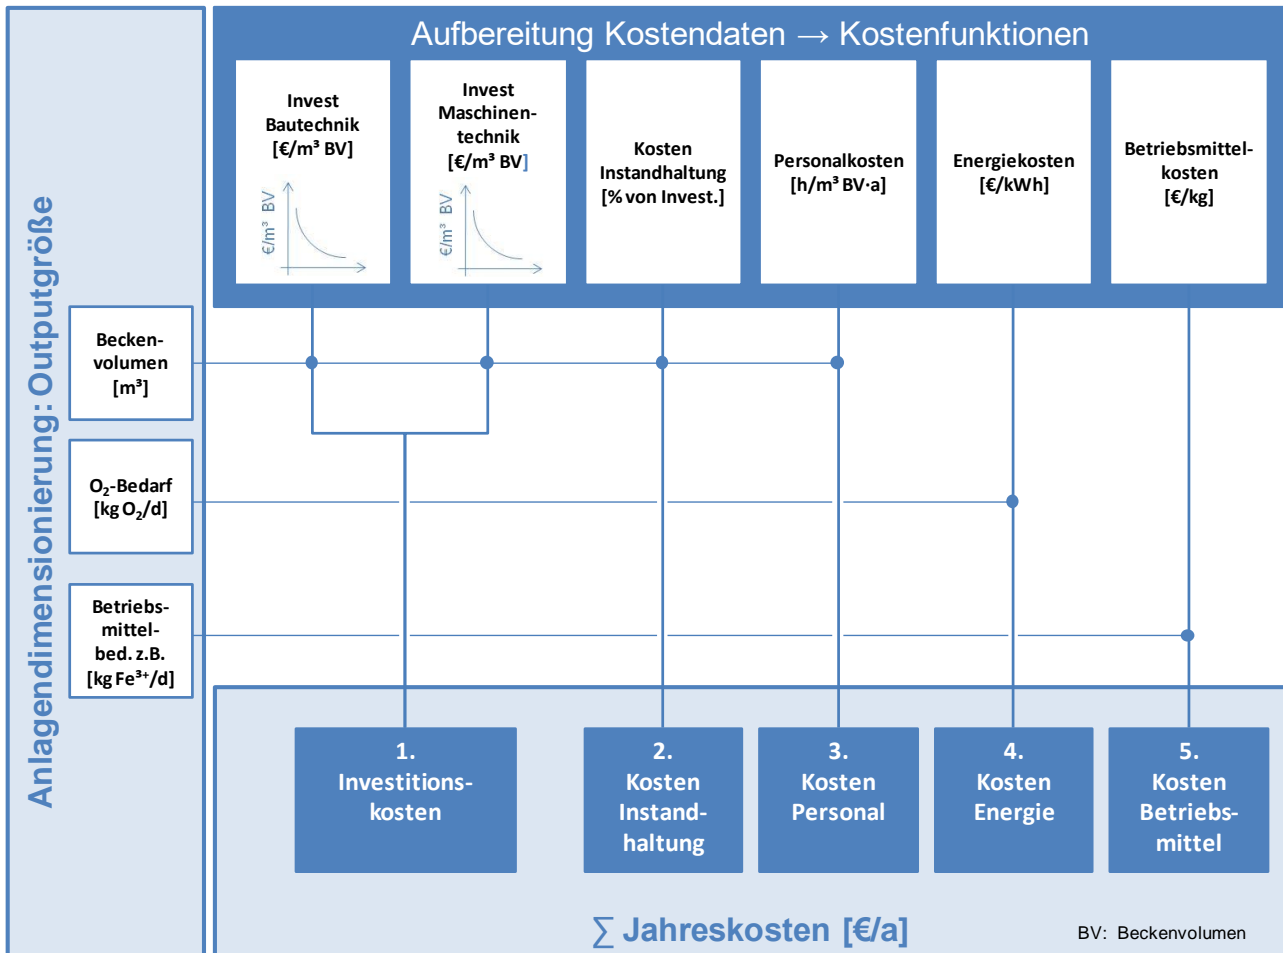 Aufbereitung Kostendaten → Kostenfunktionen
Invest
Bautechnik
[€/m³ BV]
€/m³ BV
Invest
Maschinen-
technik
[€/m³ BV]
€/m³ BV
Kosten
Instandhaltung
[% von Invest.]
Personalkosten
[h/m³ BV·a]
Energiekosten
[€/kWh]
Betriebsmittel-
kosten
[€/kg]
Anlagendimensionierung: Outputgröße
Becken-
volumen
[m³]
O₂-Bedarf
[kg O₂/d]
Betriebs-
mittel-
bed. z.B.
[kg Fe³⁺/d]
1.
Investitions-
kosten
2.
Kosten
Instand-
haltung
3.
Kosten
Personal
4.
Kosten
Energie
5.
Kosten
Betriebs-
mittel
∑ Jahreskosten [€/a]
BV: Beckenvolumen